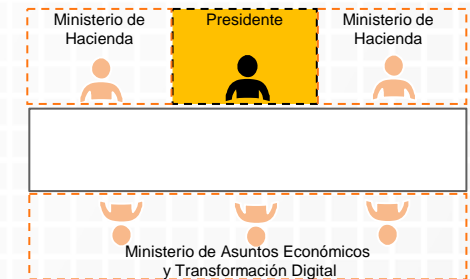 Ministerio de
Hacienda
Presidente
Ministerio de
Hacienda
Ministerio de Asuntos Económicos
y Transformación Digital